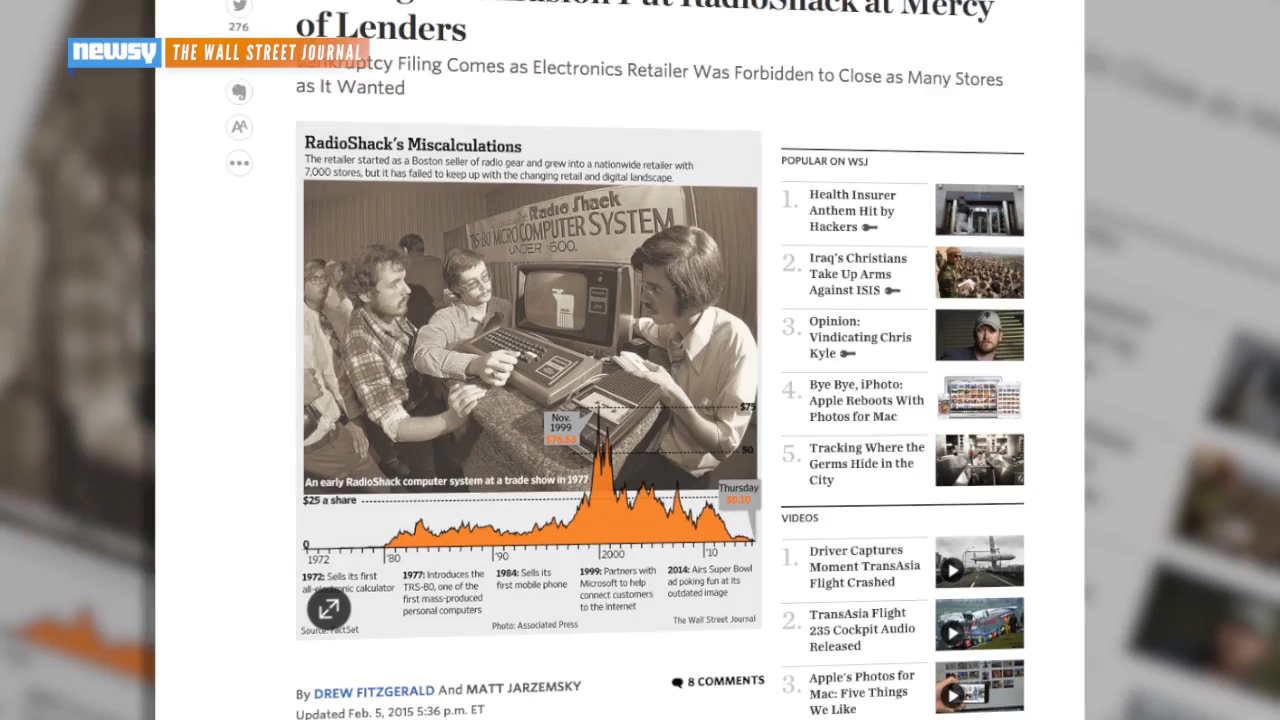 RadioShack at Mercy
of Lenders
276
newsy
THE WALL STREET JOURNAL
Bankruptcy Filing Comes as Electronics Retailer Was Forbidden to Close as Many Stores
as It Wanted
AA
RadioShack's Miscalculations
The retailer started as a Boston seller of radio gear and grew into a nationwide retailer with
7,000 stores, but it has failed to keep up with the changing retail and digital landscape.
Radio Shack
TRS-80 MICRO COMPUTER SYSTEM
UNDER $600.
$75
Nov.
1999
$78.63
50
An early RadioShack computer system at a trade show in 1977
Thursday
$0.10
$25 a share
0
1972
'80
'90
2000
'10
1972: Sells its first
all-electronic calculator
1977: Introduces the
TRS-80, one of the
first mass-produced
personal computers
1984: Sells its
first mobile phone
1999: Partners with
Microsoft to help
connect customers
to the internet
2014: Airs Super Bowl
ad poking fun at its
outdated image
Source: FactSet
Photo: Associated Press
The Wall Street Journal
By DREW FITZGERALD And MATT JARZEMSKY
8 COMMENTS
Updated Feb. 5, 2015 5:36 p.m. ET
POPULAR ON WSJ
1. Health Insurer
Anthem Hit by
Hackers
2. Iraq's Christians
Take Up Arms
Against ISIS
3. Opinion:
Vindicating Chris
Kyle
4. Bye Bye, iPhoto:
Apple Reboots With
Photos for Mac
5. Tracking Where the
Germs Hide in the
City
VIDEOS
1. Driver Captures
Moment TransAsia
Flight Crashed
2. TransAsia Flight
235 Cockpit Audio
Released
3. Apple's Photos for
Mac: Five Things
We Like